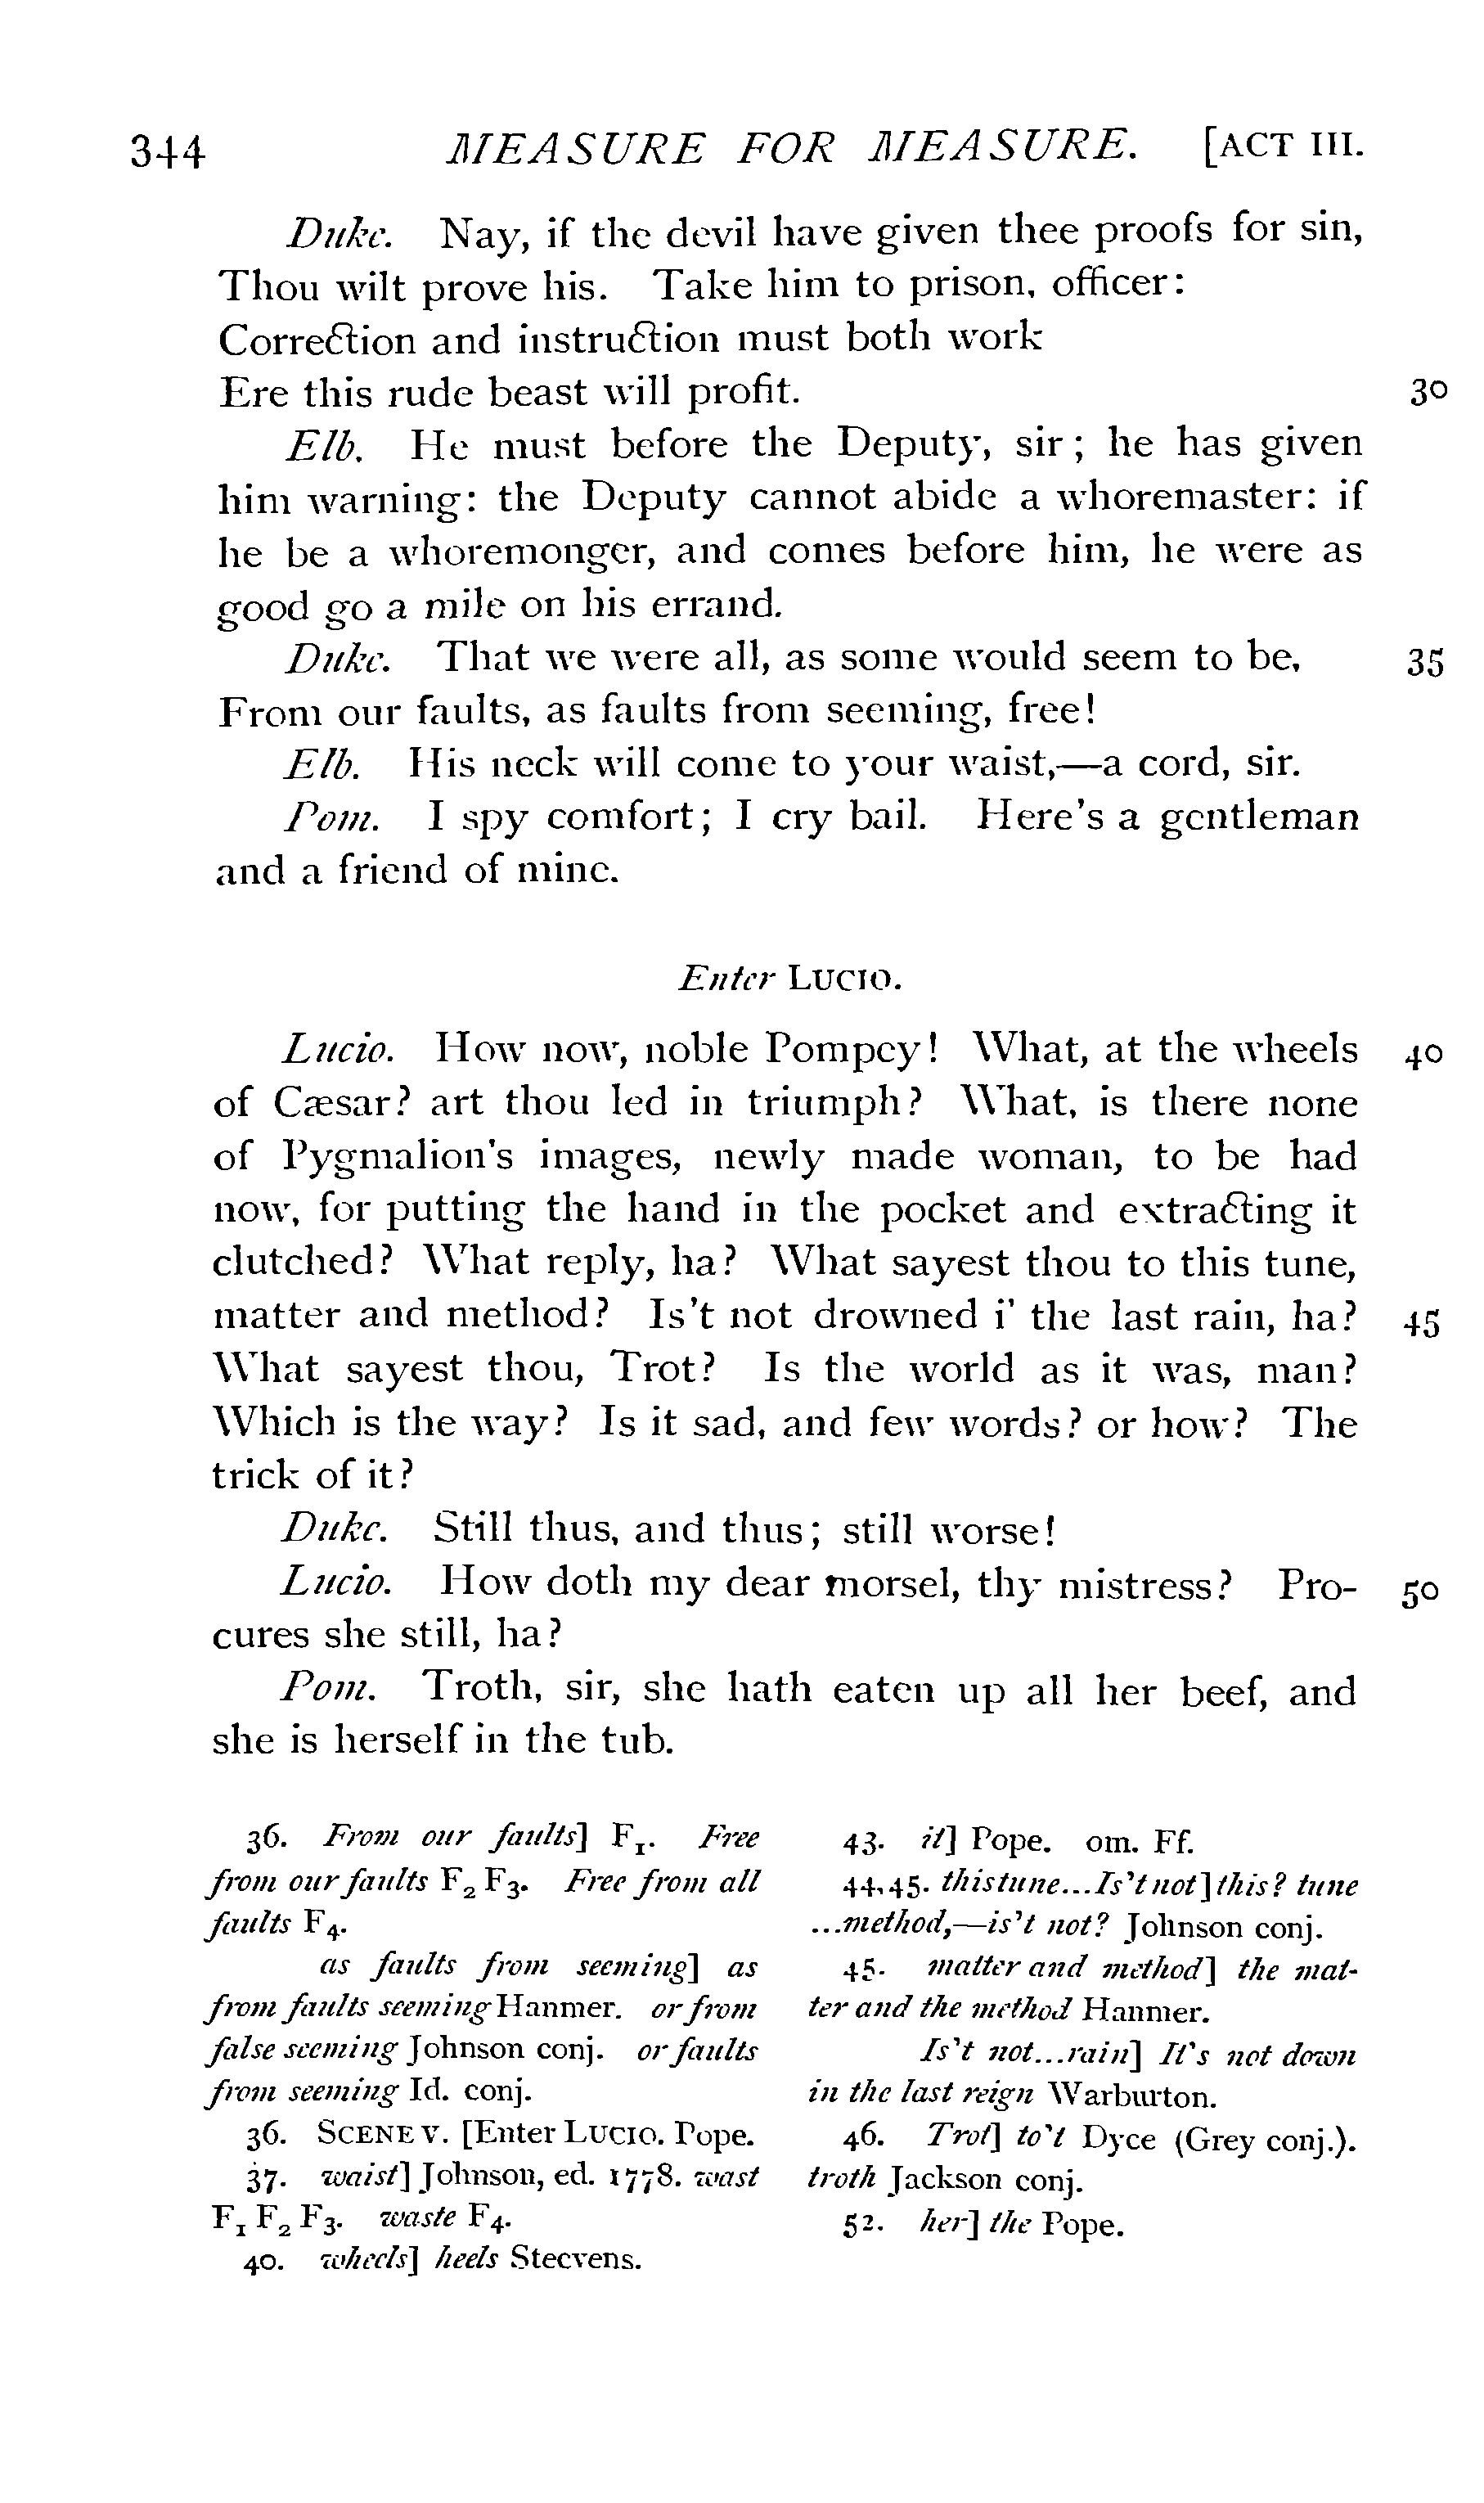 344 MEASURE FOR MEASURE. [ACT III.
Duke. Nay, if the devil have given thee proofs for sin,
Thou wilt prove his. Take him to prison, officer:
Correction and instruction must both work
Ere this rude beast will profit. 30
Elb. He must before the Deputy, sir; he has given
him warning: the Deputy cannot abide a whoremaster: if
he be a whoremonger, and comes before him, he were as
good go a mile on his errand.
Duke. That we were all, as some would seem to be, 35
From our faults, as faults from seeming, free!
Elb. His neck will come to your waist,—a cord, sir.
Pom. I spy comfort; I cry bail. Here's a gentleman
and a friend of mine.
Enter LUCIO.
Lucio. How now, noble Pompey! What, at the wheels 40
of Cæsar? art thou led in triumph? What, is there none
of Pygmalion's images, newly made woman, to be had
now, for putting the hand in the pocket and extracting it
clutched? What reply, ha? What sayest thou to this tune,
matter and method? Is't not drowned i' the last rain, ha? 45
What sayest thou, Trot? Is the world as it was, man?
Which is the way? Is it sad, and few words? or how? The
trick of it?
Duke. Still thus, and thus; still worse!
Lucio. How doth my dear morsel, thy mistress? Pro- 50
cures she still, ha?
Pom. Troth, sir, she hath eaten up all her beef, and
she is herself in the tub.
36. From our faults] F1. Free
from our faults F2 F3. Free from all
faults F4.
as faults from seeming] as
from faults seeming Hanmer. or from
false seeming Johnson conj. or faults
from seeming Id. conj.
36. SCENE V. [Enter LUCIO. Pope.
37. waist] Johnson, ed. 1778. wast
F1 F2 F3. waste F4.
40. wheels] heels Steevens.
43. it] Pope. om. Ff.
44, 45. this tune...Is't not] this? tune
...method,—is't not? Johnson conj.
45. matter and method] the mat-
ter and the method Hanmer.
Is't not...rain] It's not down
in the last reign Warburton.
46. Trot] to't Dyce (Grey conj.).
troth Jackson conj.
52. her] the Pope.